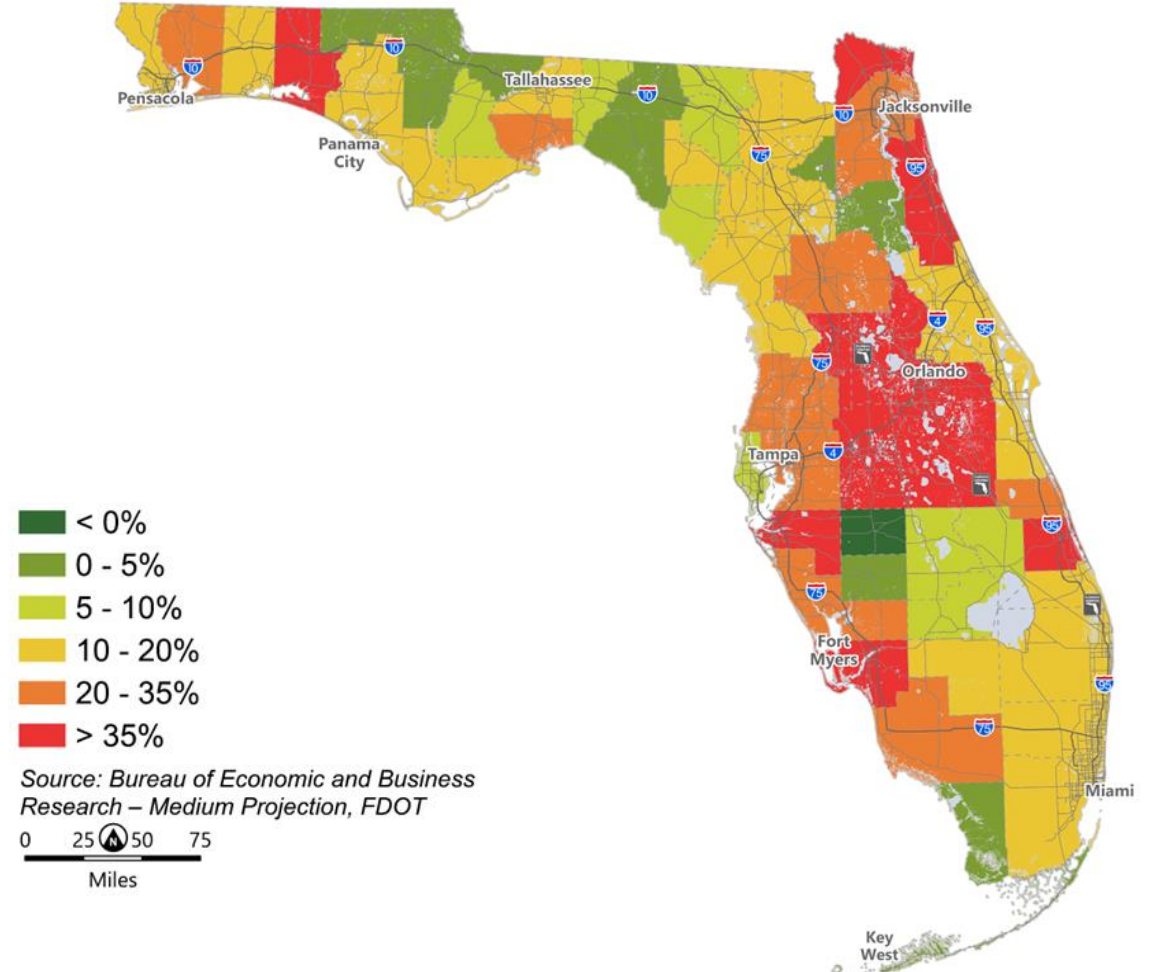 10
10
Pensacola
Tallahassee
10
Jacksonville
10
Panama
City
75
95
4
95
75
Orlando
Tampa
4
95
< 0%
0 - 5%
5 - 10%
10 - 20%
20 - 35%
> 35%
75
Fort
Myers
95
75
Miami
Source: Bureau of Economic and Business
Research – Medium Projection, FDOT
0 25 N 50 75
Miles
Key
West